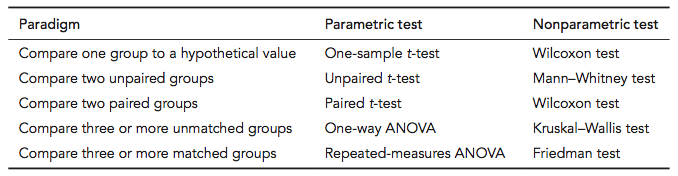 Paradigm Parametric test Nonparametric test
Compare one group to a hypothetical value One-sample t-test Wilcoxon test
Compare two unpaired groups Unpaired t-test Mann–Whitney test
Compare two paired groups Paired t-test Wilcoxon test
Compare three or more unmatched groups One-way ANOVA Kruskal–Wallis test
Compare three or more matched groups Repeated-measures ANOVA Friedman test